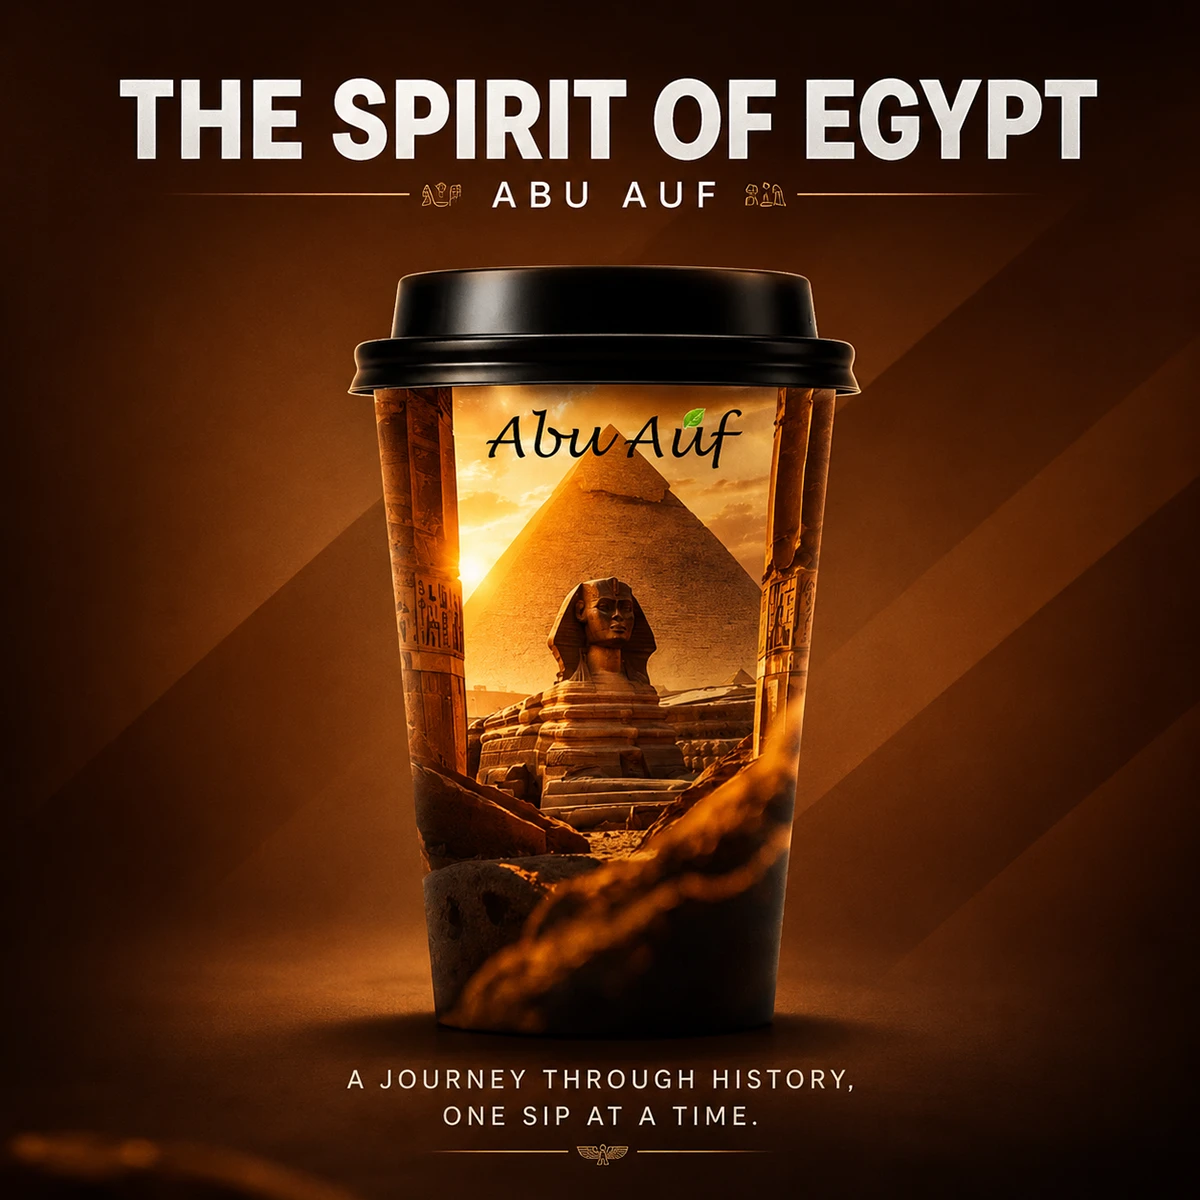 THE SPIRIT OF EGYPT
ABU AUF
Abu Auf
A JOURNEY THROUGH HISTORY,
ONE SIP AT A TIME.